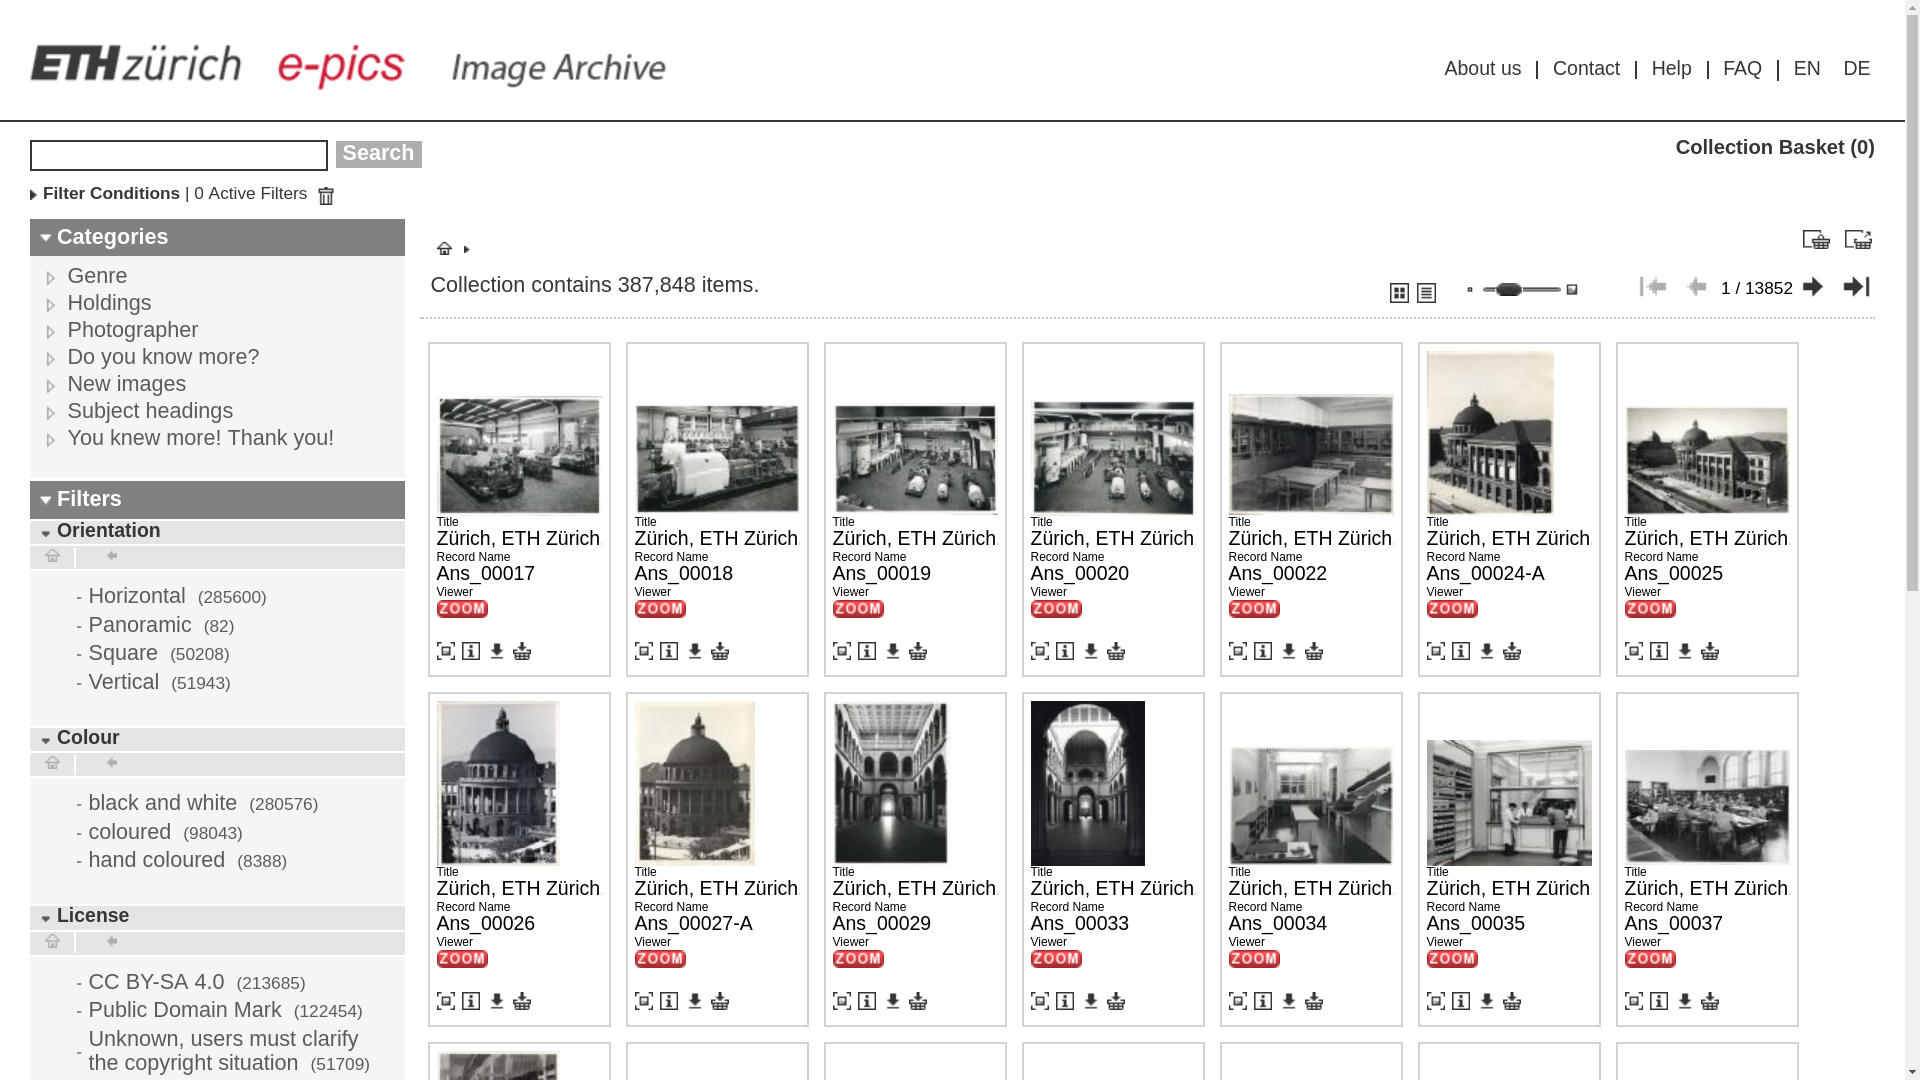 ETH zürich e-pics Image Archive
About us | Contact | Help | FAQ | EN DE
Search
Collection Basket (0)
Filter Conditions | 0 Active Filters
Categories
Genre
Holdings
Photographer
Do you know more?
New images
Subject headings
You knew more! Thank you!
Filters
Orientation
- Horizontal (285600)
- Panoramic (82)
- Square (50208)
- Vertical (51943)
Colour
- black and white (280576)
- coloured (98043)
- hand coloured (8388)
License
- CC BY-SA 4.0 (213685)
- Public Domain Mark (122454)
- Unknown, users must clarify
the copyright situation (51709)
Collection contains 387,848 items.
1 / 13852
Title
Zürich, ETH Zürich
Record Name
Ans_00017
Viewer
ZOOM
Title
Zürich, ETH Zürich
Record Name
Ans_00018
Viewer
ZOOM
Title
Zürich, ETH Zürich
Record Name
Ans_00019
Viewer
ZOOM
Title
Zürich, ETH Zürich
Record Name
Ans_00020
Viewer
ZOOM
Title
Zürich, ETH Zürich
Record Name
Ans_00022
Viewer
ZOOM
Title
Zürich, ETH Zürich
Record Name
Ans_00024-A
Viewer
ZOOM
Title
Zürich, ETH Zürich
Record Name
Ans_00025
Viewer
ZOOM
Title
Zürich, ETH Zürich
Record Name
Ans_00026
Viewer
ZOOM
Title
Zürich, ETH Zürich
Record Name
Ans_00027-A
Viewer
ZOOM
Title
Zürich, ETH Zürich
Record Name
Ans_00029
Viewer
ZOOM
Title
Zürich, ETH Zürich
Record Name
Ans_00033
Viewer
ZOOM
Title
Zürich, ETH Zürich
Record Name
Ans_00034
Viewer
ZOOM
Title
Zürich, ETH Zürich
Record Name
Ans_00035
Viewer
ZOOM
Title
Zürich, ETH Zürich
Record Name
Ans_00037
Viewer
ZOOM